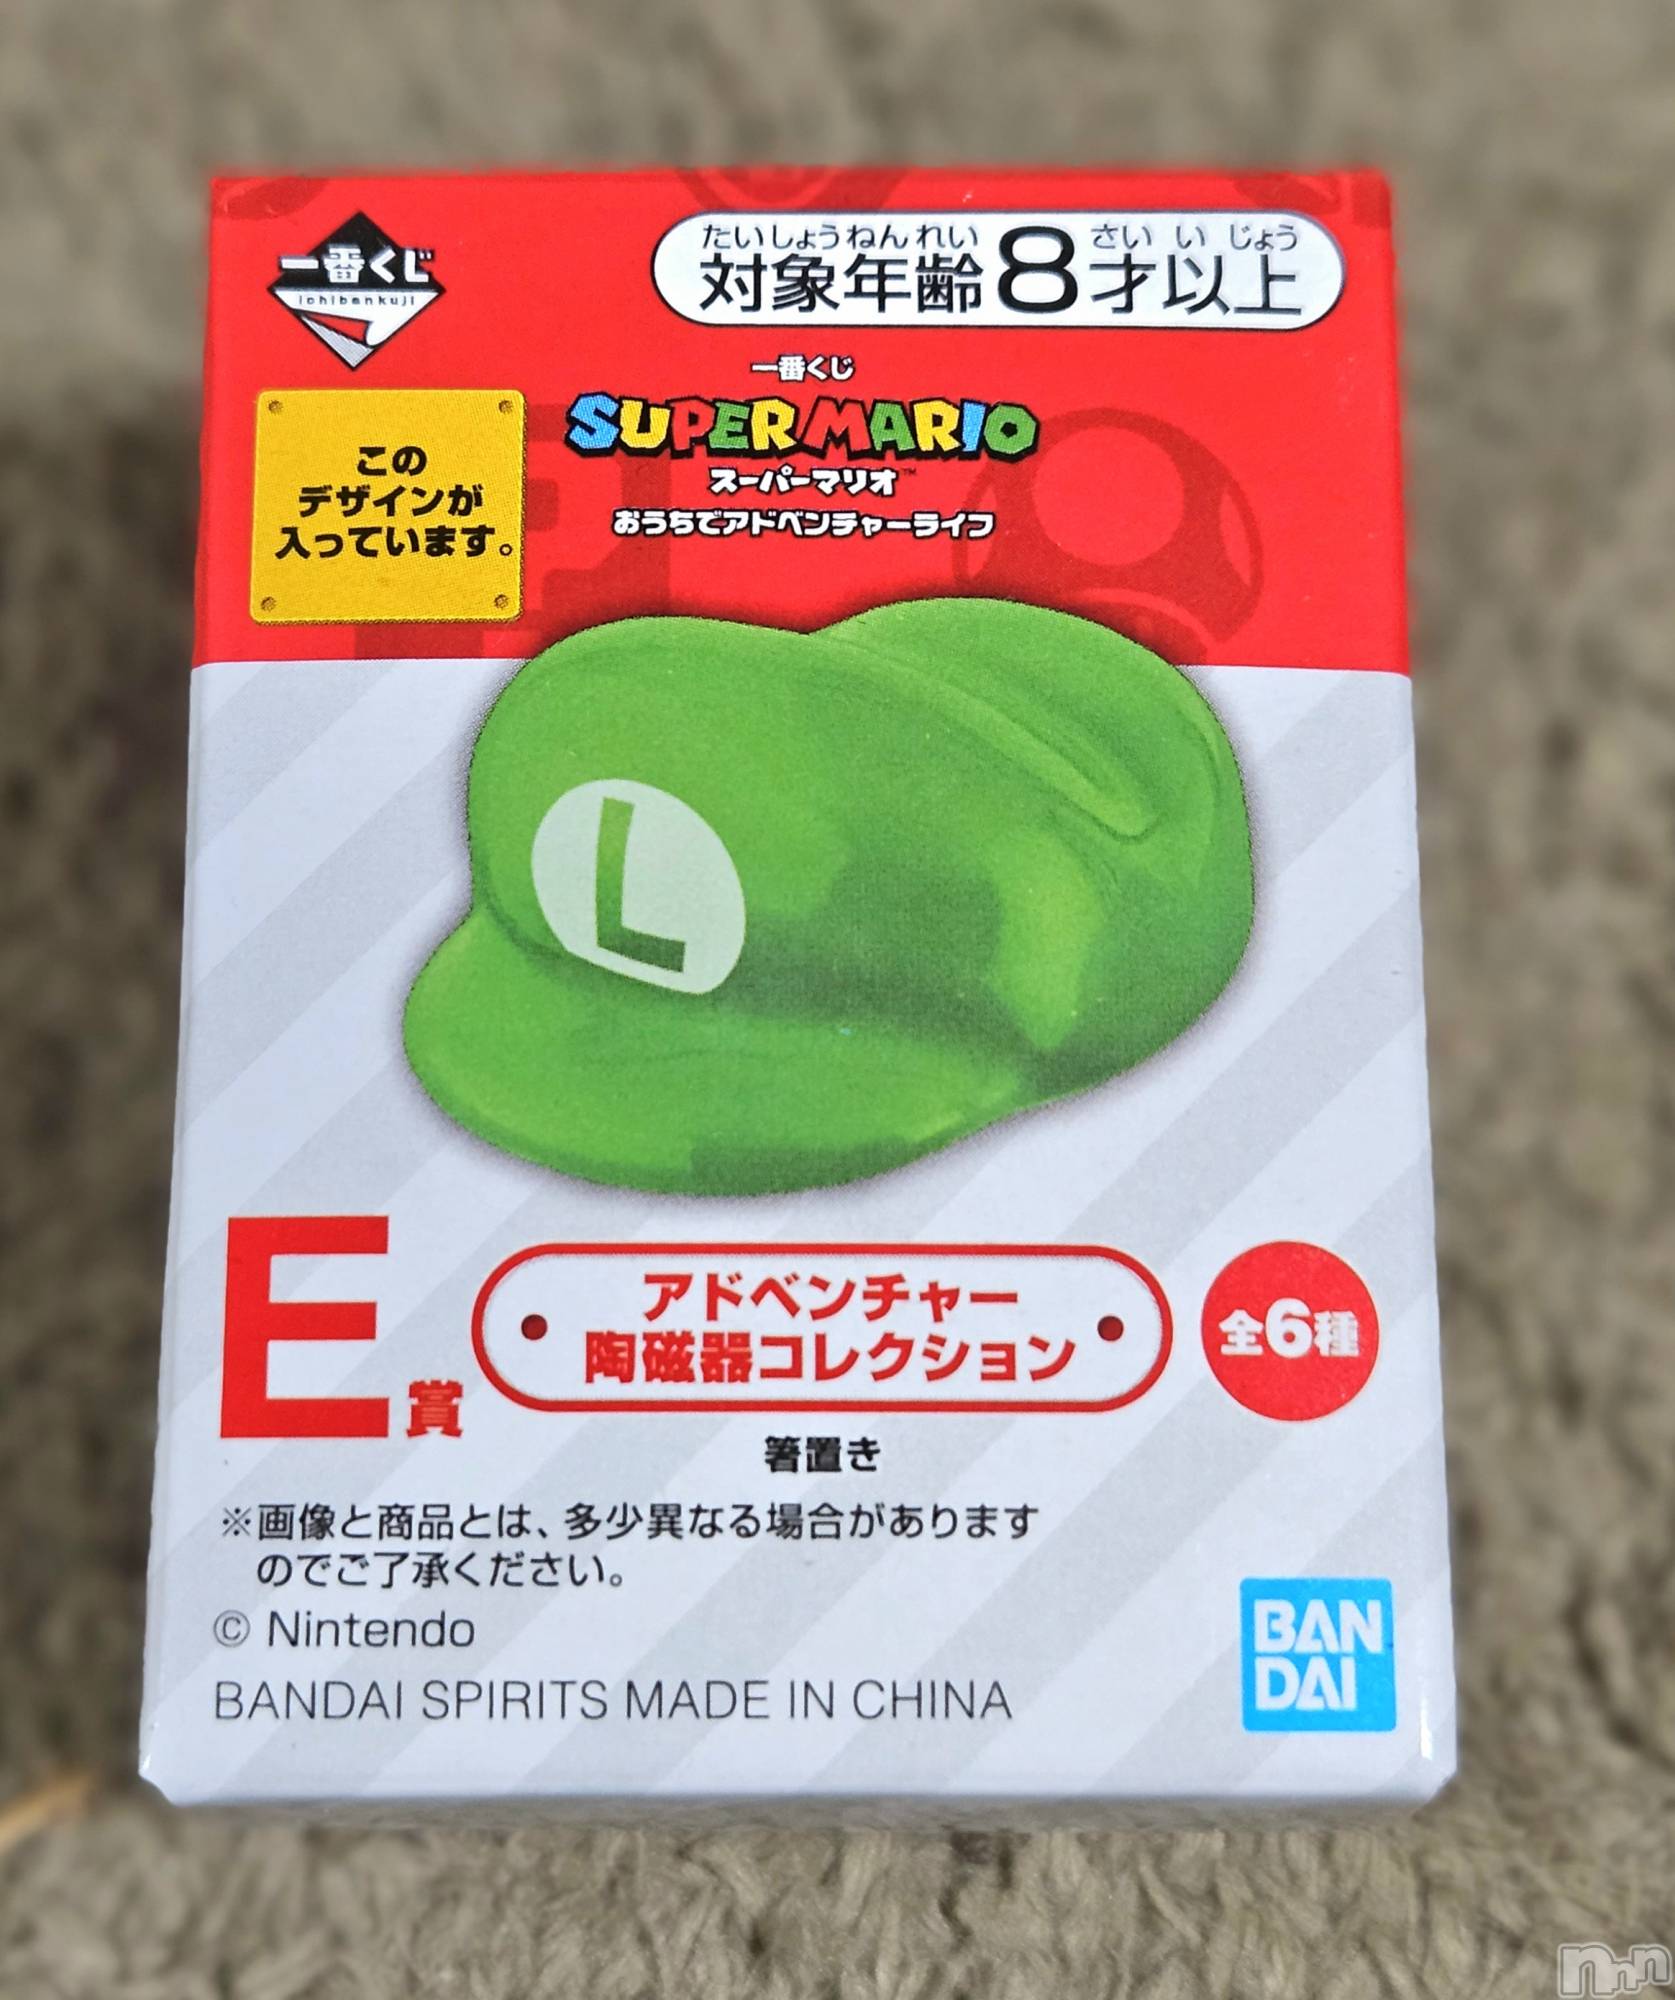 一番くじ
ichibankuji
たいしょうねんれい さいいじょう
対象年齢8才以上
一番くじ
SUPER MARIO
スーパーマリオ™
おうちでアドベンチャーライフ
この
デザインが
入っています。
L
E賞
アドベンチャー
陶磁器コレクション
全6種
箸置き
※画像と商品とは、多少異なる場合があります
のでご了承ください。
© Nintendo
BANDAI SPIRITS MADE IN CHINA
BAN
DAI
nnn